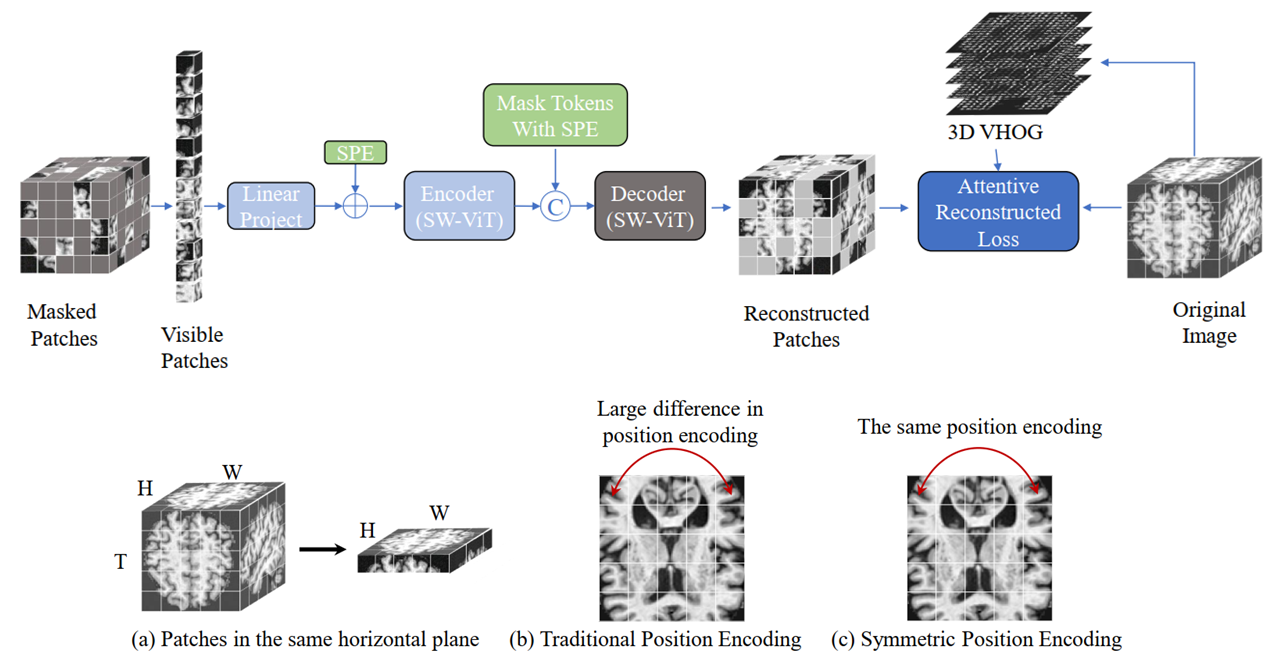 3D VHOG
Mask Tokens
With SPE
SPE
Linear
Project
Encoder
(SW-ViT)
C
Decoder
(SW-ViT)
Attentive
Reconstructed
Loss
Masked
Patches
Visible
Patches
Reconstructed
Patches
Original
Image
H
W
T
H
W
Large difference in
position encoding
The same position encoding
(a) Patches in the same horizontal plane
(b) Traditional Position Encoding
(c) Symmetric Position Encoding